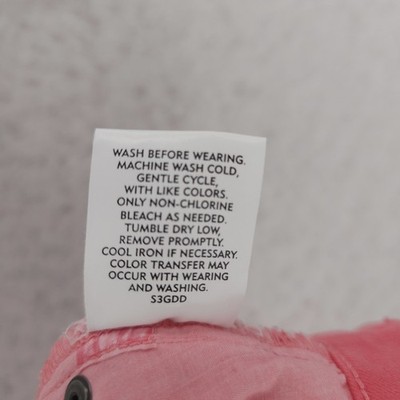 WASH BEFORE WEARING.
MACHINE WASH COLD,
GENTLE CYCLE,
WITH LIKE COLORS.
ONLY NON-CHLORINE
BLEACH AS NEEDED.
TUMBLE DRY LOW,
REMOVE PROMPTLY.
COOL IRON IF NECESSARY.
COLOR TRANSFER MAY
OCCUR WITH WEARING
AND WASHING.
S3GDD